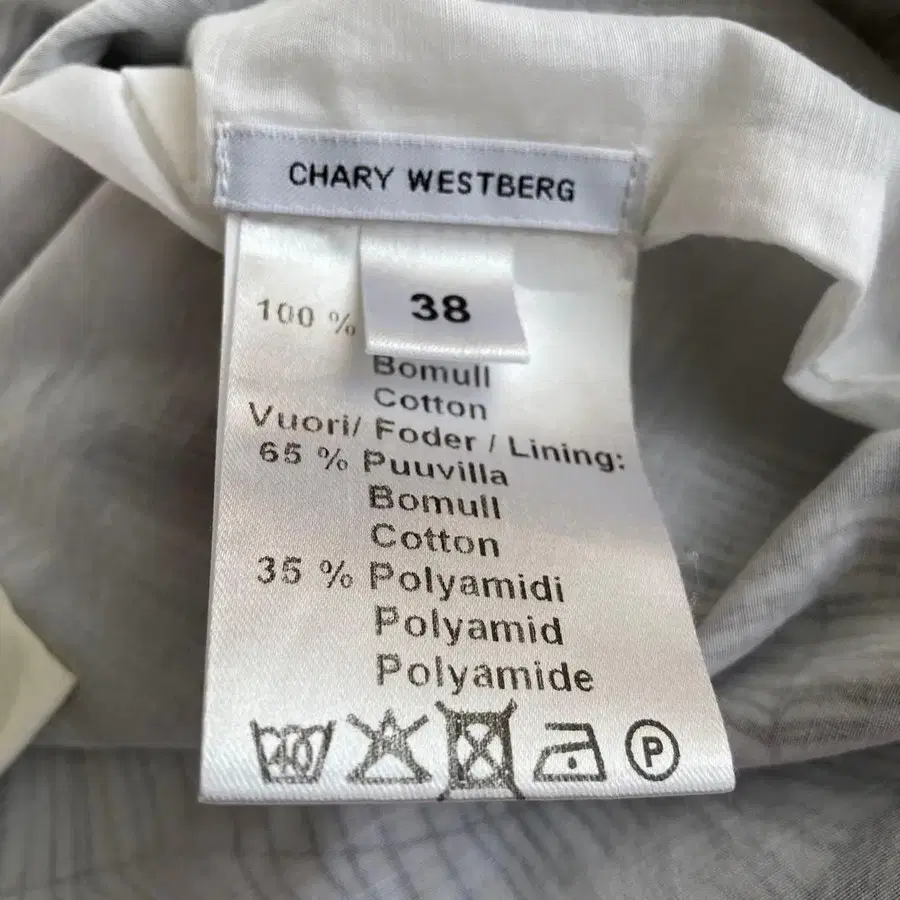 CHARY WESTBERG
38
100 %
Bomull
Cotton
Vuori/ Foder / Lining:
65 % Puuvilla
Bomull
Cotton
35 % Polyamidi
Polyamid
Polyamide
40
P